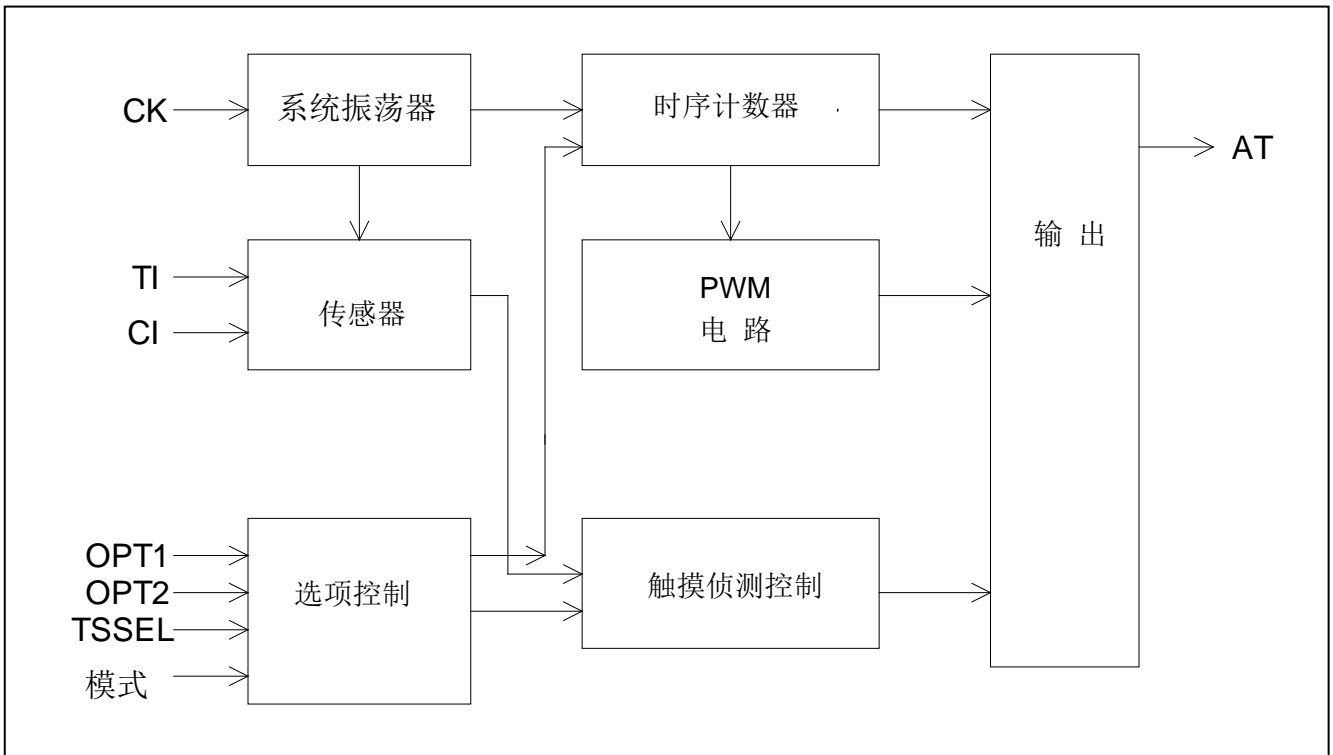 CK
系统振荡器
时序计数器
AT
TI
CI
传感器
PWM
电 路
输 出
OPT1
OPT2
TSSEL
模式
选项控制
触摸侦测控制